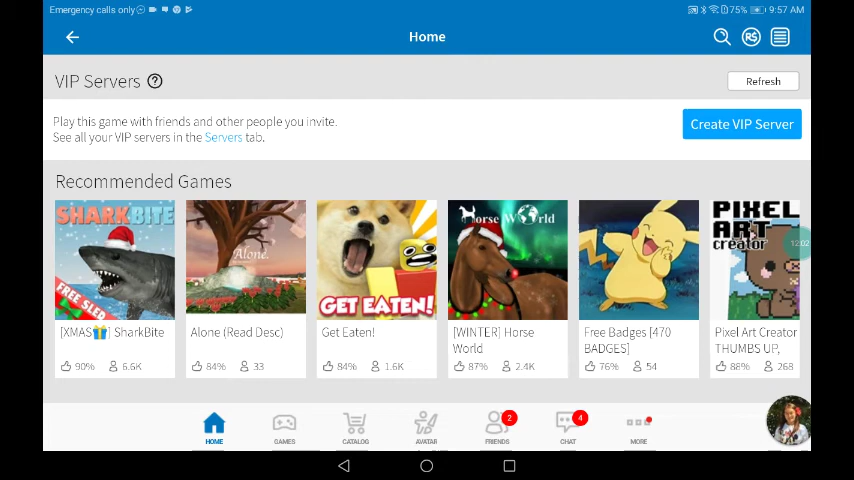 Emergency calls only
75%
9:57 AM
Home
R$
VIP Servers ?
Refresh
Play this game with friends and other people you invite.
See all your VIP servers in the Servers tab.
Create VIP Server
Recommended Games
SHARKBITE
FREE SLED
Alone.
GET EATEN!
Horse World
PIXEL
ART
creator
12:02
[XMAS🎁] SharkBite
Alone (Read Desc)
Get Eaten!
[WINTER] Horse
World
Free Badges [470
BADGES]
Pixel Art Creator
THUMBS UP,
90% 6.6K
84% 33
84% 1.6K
87% 2.4K
76% 54
88% 268
2
4
HOME
GAMES
CATALOG
AVATAR
FRIENDS
CHAT
MORE